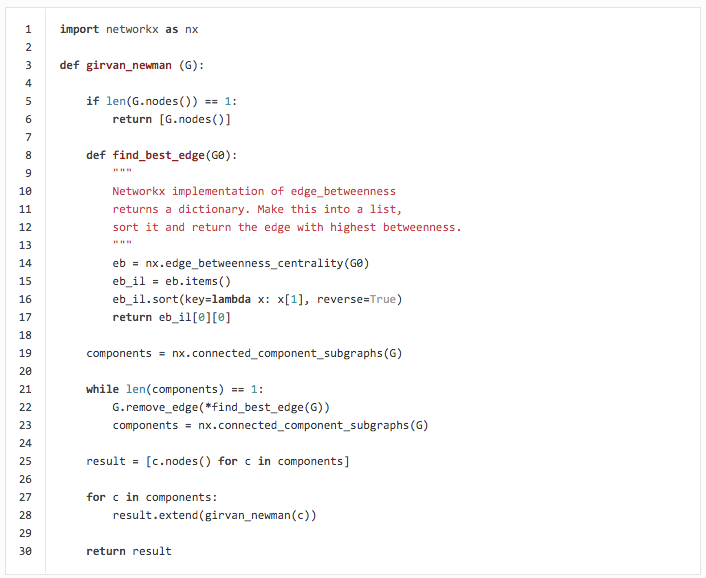 1 import networkx as nx
2
3 def girvan_newman (G):
4
5     if len(G.nodes()) == 1:
6         return [G.nodes()]
7
8     def find_best_edge(G0):
9         """
10         Networkx implementation of edge_betweenness
11         returns a dictionary. Make this into a list,
12         sort it and return the edge with highest betweenness.
13         """
14         eb = nx.edge_betweenness_centrality(G0)
15         eb_il = eb.items()
16         eb_il.sort(key=lambda x: x[1], reverse=True)
17         return eb_il[0][0]
18
19     components = nx.connected_component_subgraphs(G)
20
21     while len(components) == 1:
22         G.remove_edge(*find_best_edge(G))
23         components = nx.connected_component_subgraphs(G)
24
25     result = [c.nodes() for c in components]
26
27     for c in components:
28         result.extend(girvan_newman(c))
29
30     return result